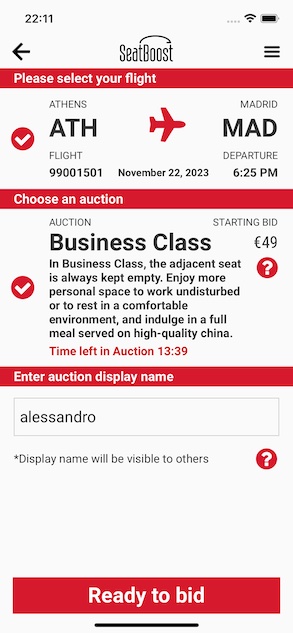 22:11
SeatBoost
Please select your flight
ATHENS MADRID
ATH MAD
FLIGHT DEPARTURE
99001501 November 22, 2023 6:25 PM
Choose an auction
AUCTION STARTING BID
Business Class €49
In Business Class, the adjacent seat
is always kept empty. Enjoy more
personal space to work undisturbed
or to rest in a comfortable
environment, and indulge in a full
meal served on high-quality china.
?
Time left in Auction 13:39
Enter auction display name
alessandro
*Display name will be visible to others ?
Ready to bid